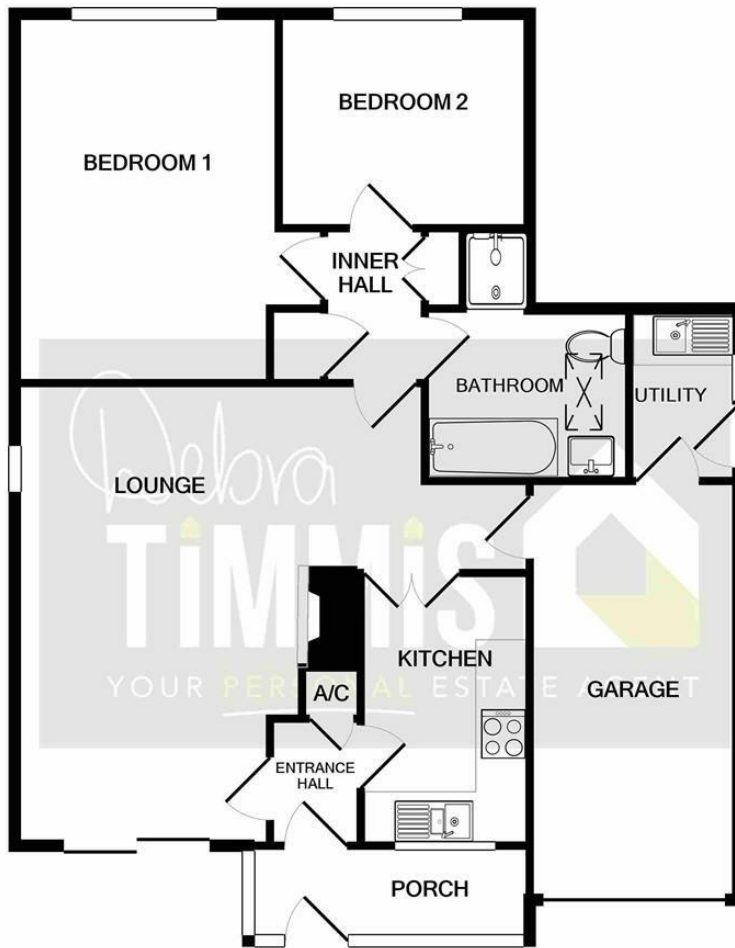 BEDROOM 1
BEDROOM 2
INNER
HALL
BATHROOM
UTILITY
LOUNGE
Debra
TiMMiS
YOUR PERSONAL ESTATE AGENT
KITCHEN
GARAGE
A/C
ENTRANCE
HALL
PORCH